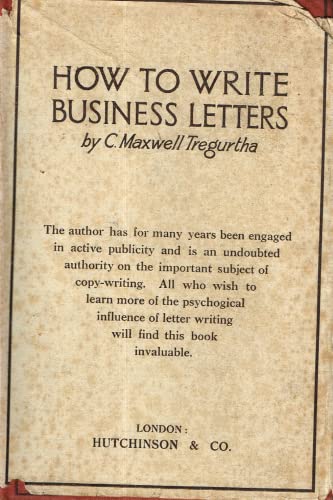 HOW TO WRITE
BUSINESS LETTERS
by C. Maxwell Tregurtha
The author has for many years been engaged
in active publicity and is an undoubted
authority on the important subject of
copy-writing. All who wish to
learn more of the psychogical
influence of letter writing
will find this book
invaluable.
LONDON:
HUTCHINSON & CO.